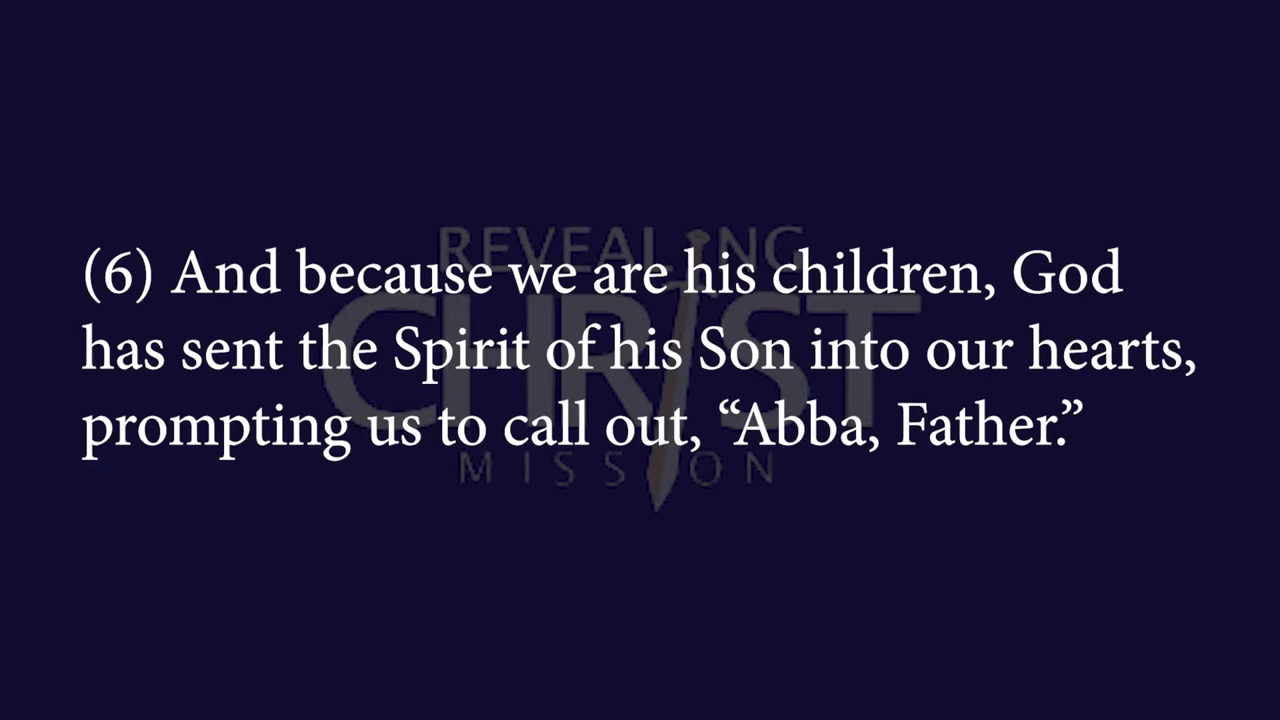 REVEALING
(6) And because we are his children, God
CHRIST
has sent the Spirit of his Son into our hearts,
prompting us to call out, “Abba, Father.”
MISSION